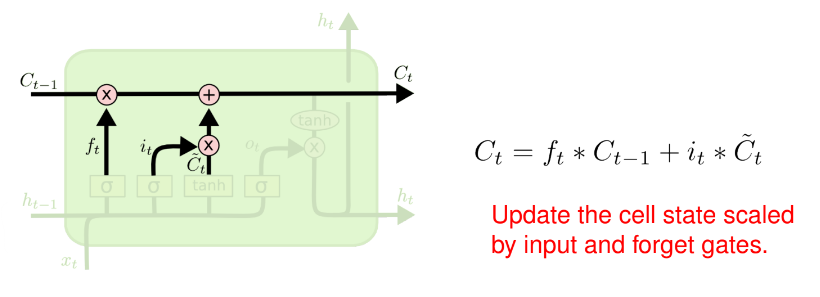 h_t
C_{t-1}
C_t
x
+
f_t
i_t
x
C̃_t
o_t
tanh
x
σ
σ
tanh
σ
h_{t-1}
h_t
x_t
C_t = f_t * C_{t-1} + i_t * C̃_t
Update the cell state scaled
by input and forget gates.